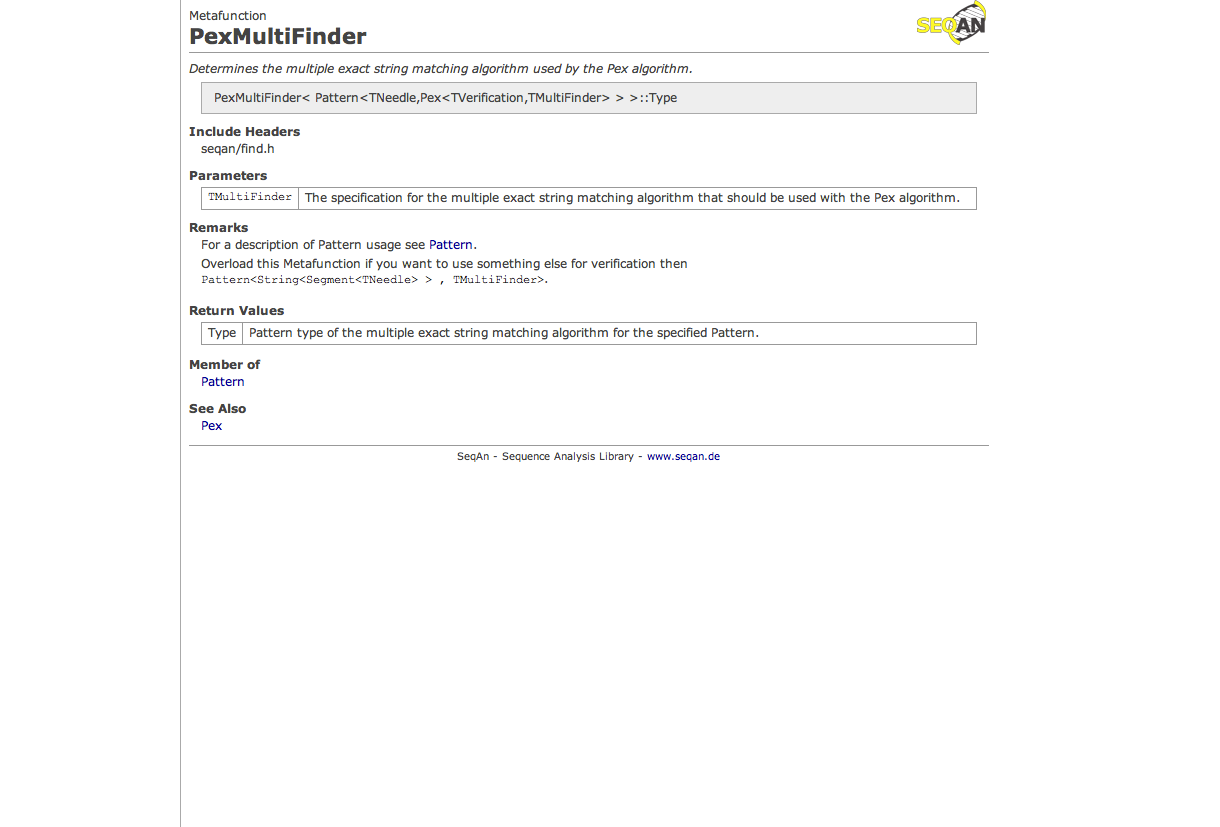 Metafunction
PexMultiFinder
SEQAN
Determines the multiple exact string matching algorithm used by the Pex algorithm.
PexMultiFinder< Pattern<TNeedle,Pex<TVerification,TMultiFinder> > >::Type
Include Headers
seqan/find.h
Parameters
TMultiFinder The specification for the multiple exact string matching algorithm that should be used with the Pex algorithm.
Remarks
For a description of Pattern usage see Pattern.
Overload this Metafunction if you want to use something else for verification then
Pattern<String<Segment<TNeedle> > , TMultiFinder>.
Return Values
Type Pattern type of the multiple exact string matching algorithm for the specified Pattern.
Member of
Pattern
See Also
Pex
SeqAn - Sequence Analysis Library - www.seqan.de